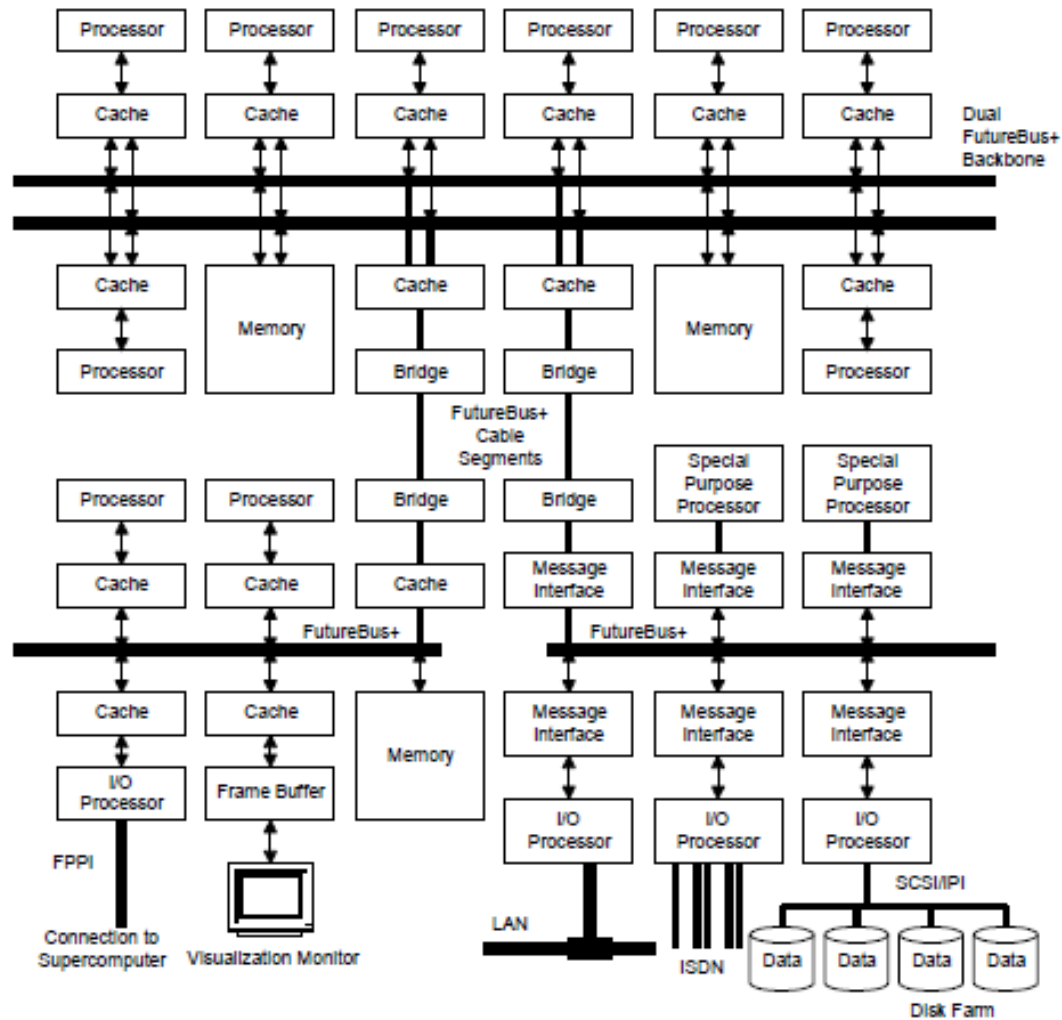 Processor
Processor
Processor
Processor
Processor
Processor
Cache
Cache
Cache
Cache
Cache
Cache
Dual
FutureBus+
Backbone
Cache
Memory
Cache
Cache
Memory
Cache
Processor
Bridge
Bridge
Processor
FutureBus+
Cable
Segments
Processor
Processor
Bridge
Bridge
Special
Purpose
Processor
Special
Purpose
Processor
Cache
Cache
Cache
Message
Interface
Message
Interface
Message
Interface
FutureBus+
FutureBus+
Cache
Cache
Memory
Message
Interface
Message
Interface
Message
Interface
I/O
Processor
Frame Buffer
I/O
Processor
I/O
Processor
I/O
Processor
FPPI
SCSI/IPI
Connection to
Supercomputer
Visualization Monitor
LAN
ISDN
Data
Data
Data
Data
Disk Farm